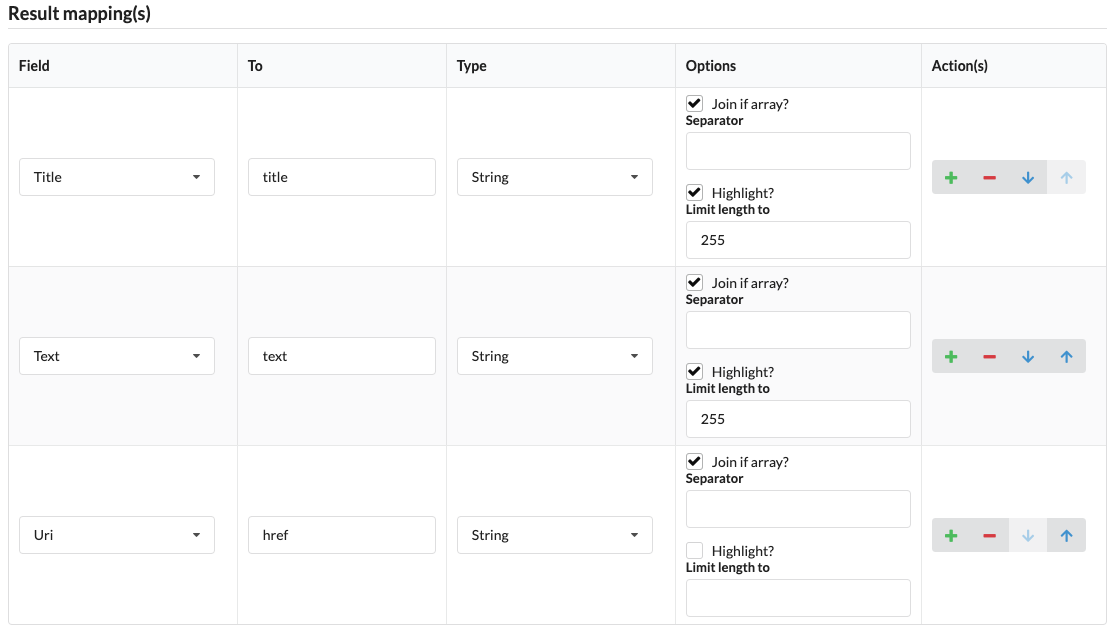 Result mapping(s)
Field To Type Options Action(s)
Join if array?
Separator
Title title String
Highlight?
Limit length to
255
Join if array?
Separator
Text text String
Highlight?
Limit length to
255
Join if array?
Separator
Uri href String
Highlight?
Limit length to